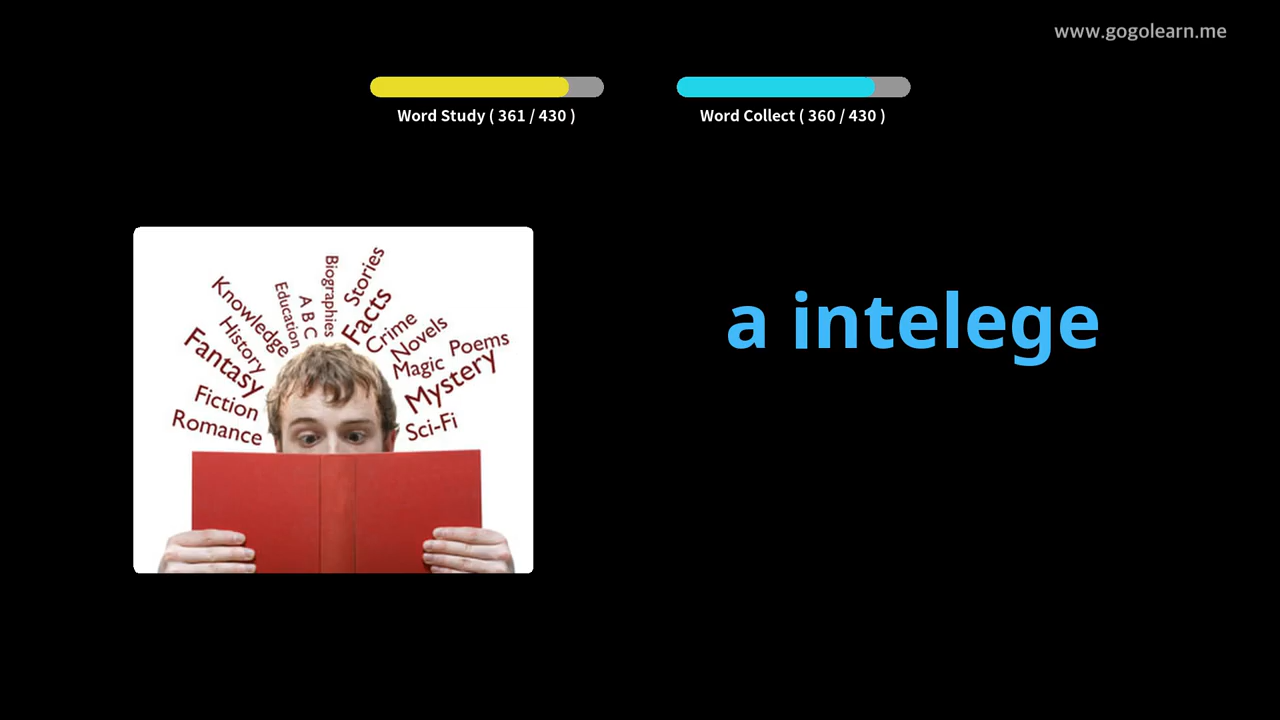 www.gogolearn.me
Word Study ( 361 / 430 )
Word Collect ( 360 / 430 )
a intelege
Romance
Fiction
Fantasy
History
Knowledge
Education
A B C
Biographies
Stories
Facts
Crime
Novels
Magic
Poems
Mystery
Sci-Fi